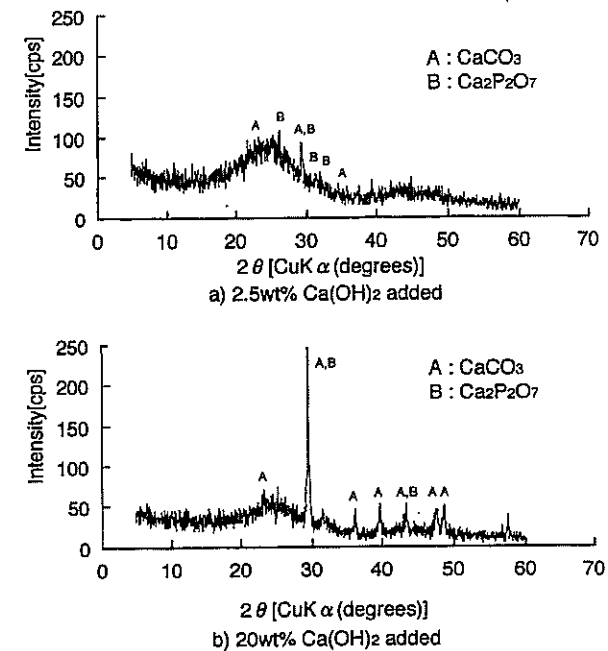 250
200
150
100
50
0
Intensity[cps]
A : CaCO3
B : Ca2P2O7
A
B
A,B
B
B
A
0 10 20 30 40 50 60 70
2 θ [CuK α (degrees)]
a) 2.5wt% Ca(OH)2 added
250
200
150
100
50
0
Intensity[cps]
A,B
A : CaCO3
B : Ca2P2O7
A
A
A
A,B
A A
0 10 20 30 40 50 60 70
2 θ [CuK α (degrees)]
b) 20wt% Ca(OH)2 added